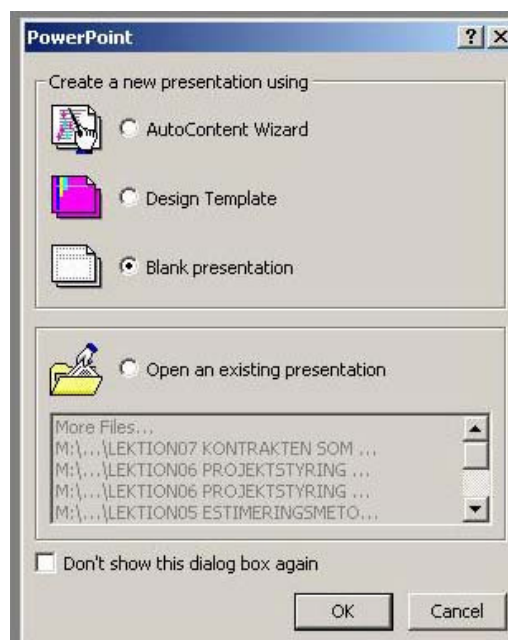 PowerPoint
Create a new presentation using
AutoContent Wizard
Design Template
Blank presentation
Open an existing presentation
More Files...
M:\...\LEKTION07 KONTRAKTEN SOM ...
M:\...\LEKTION06 PROJEKTSTYRING ...
M:\...\LEKTION06 PROJEKTSTYRING ...
M:\...\LEKTION05 ESTIMERINGSMETO...
Don't show this dialog box again
OK
Cancel